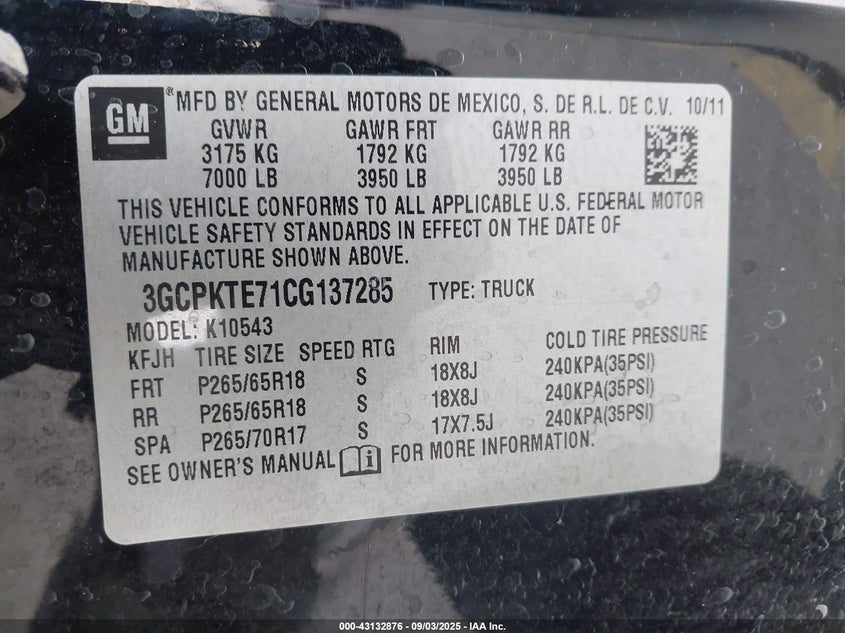 GM ® MFD BY GENERAL MOTORS DE MEXICO, S. DE R.L. DE C.V. 10/11
GVWR GAWR FRT GAWR RR
3175 KG 1792 KG 1792 KG
7000 LB 3950 LB 3950 LB
THIS VEHICLE CONFORMS TO ALL APPLICABLE U.S. FEDERAL MOTOR
VEHICLE SAFETY STANDARDS IN EFFECT ON THE DATE OF
MANUFACTURE SHOWN ABOVE.
3GCPKTE71CG137285 TYPE: TRUCK
MODEL: K10543
KFJH TIRE SIZE SPEED RTG RIM COLD TIRE PRESSURE
FRT P265/65R18 S 18X8J 240KPA(35PSI)
RR P265/65R18 S 18X8J 240KPA(35PSI)
SPA P265/70R17 S 17X7.5J 240KPA(35PSI)
SEE OWNER'S MANUAL i FOR MORE INFORMATION.
000-43132876 - 09/03/2025 - IAA Inc.